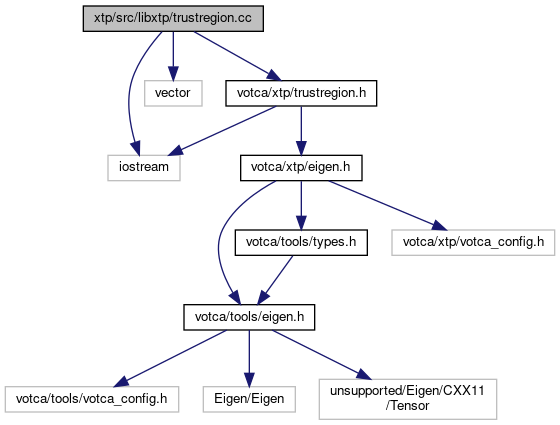 xtp/src/libxtp/trustregion.cc
vector
votca/xtp/trustregion.h
iostream
votca/xtp/eigen.h
votca/tools/types.h
votca/xtp/votca_config.h
votca/tools/eigen.h
votca/tools/votca_config.h
Eigen/Eigen
unsupported/Eigen/CXX11
/Tensor